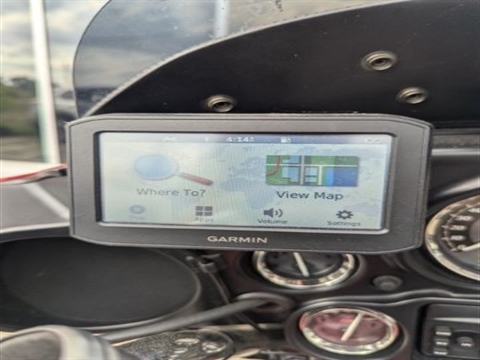 4:14
Where To?
View Map
Apps
Volume
Settings
GARMIN